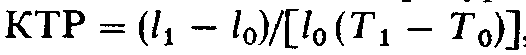 КТР = (l₁ − l₀)/[l₀ (T₁ − T₀)],